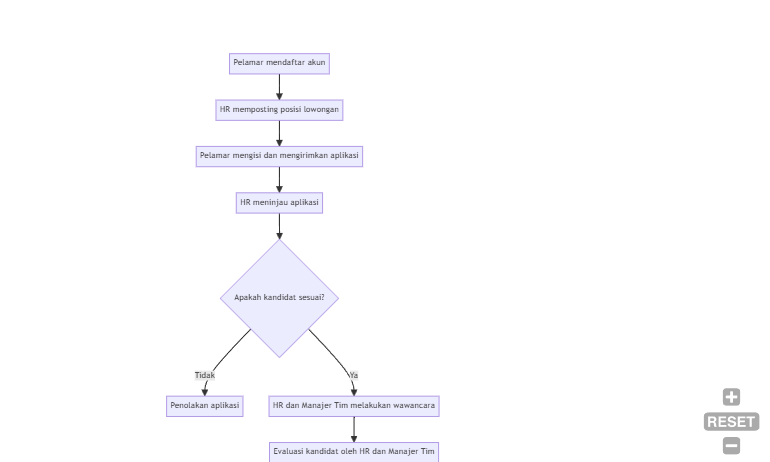 Pelamar mendaftar akun
HR memposting posisi lowongan
Pelamar mengisi dan mengirimkan aplikasi
HR meninjau aplikasi
Apakah kandidat sesuai?
Tidak
Ya
Penolakan aplikasi
HR dan Manajer Tim melakukan wawancara
RESET
Evaluasi kandidat oleh HR dan Manajer Tim